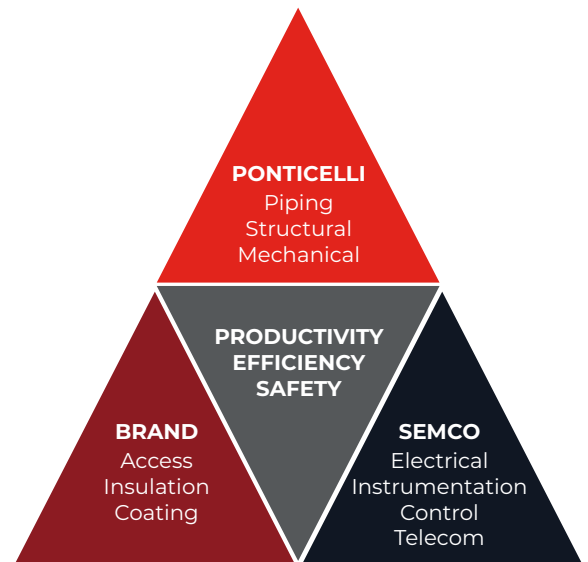 PONTICELLI
Piping
Structural
Mechanical
PRODUCTIVITY
EFFICIENCY
SAFETY
BRAND
Access
Insulation
Coating
SEMCO
Electrical
Instrumentation
Control
Telecom